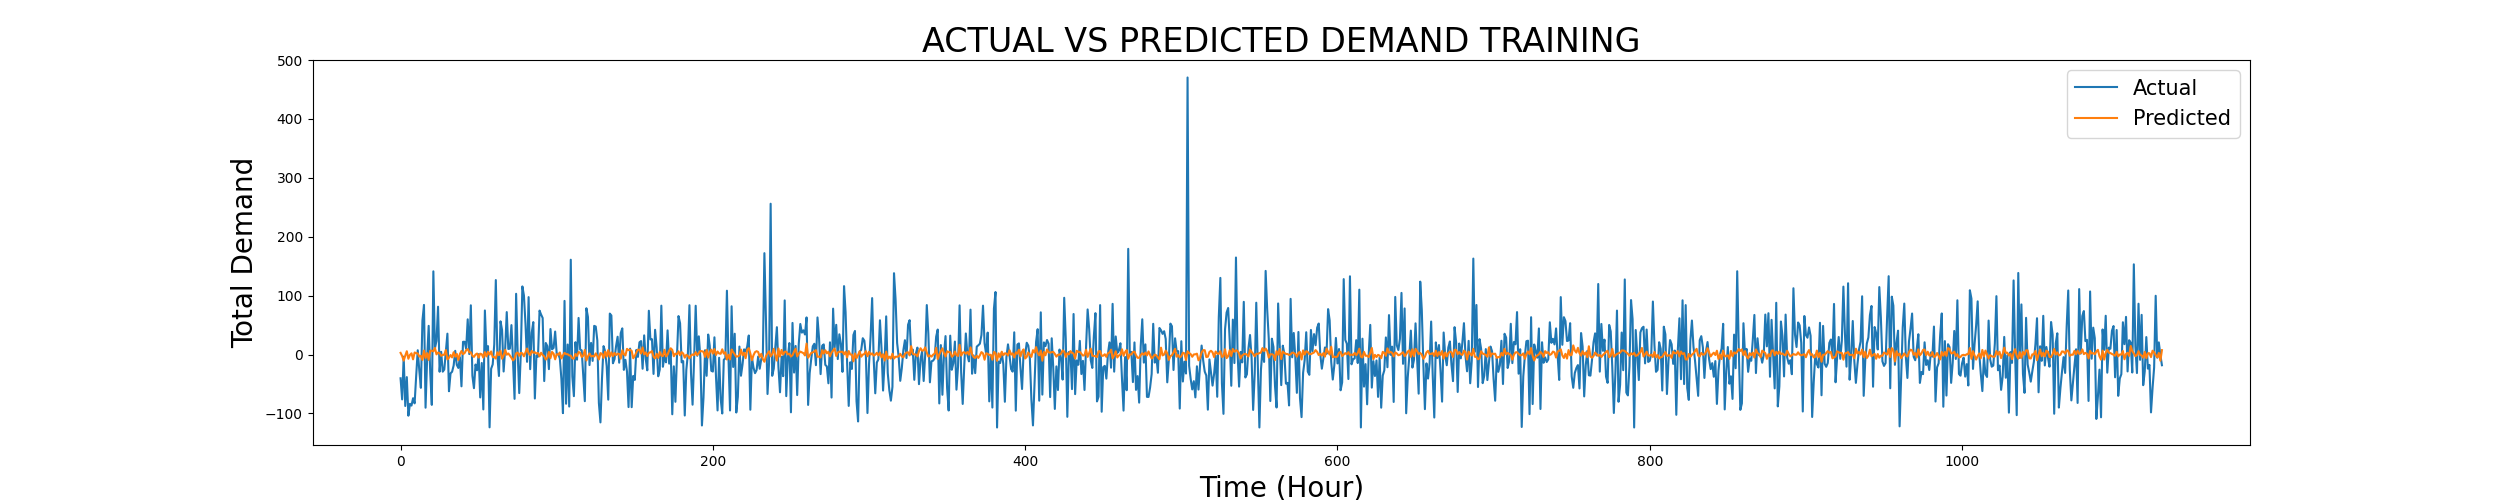 ACTUAL VS PREDICTED DEMAND TRAINING
500
400
300
200
100
0
−100
Total Demand
Actual
Predicted
0 200 400 600 800 1000
Time (Hour)